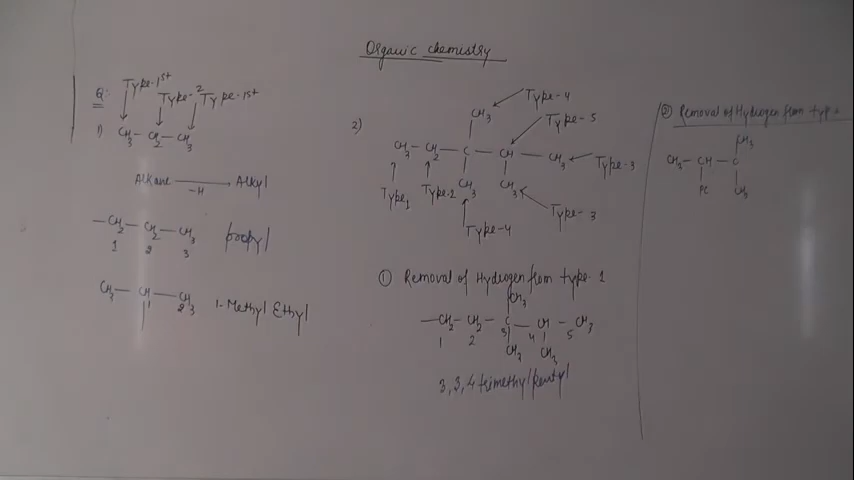 Organic chemistry
Q:
Type-1st
Type-2
Type-1st
1) CH3-CH2-CH3
Alkane -H Alkyl
-CH2-CH2-CH3
1 2 3
propyl
CH3-CH-CH3
1 2
1-Methyl Ethyl
2)
Type-4
CH3
Type-5
CH3-CH2-C-CH-CH3
Type-3
Type1
Type-2
CH3
CH3
Type-3
Type-4
① Removal of Hydrogen from type-1
CH3
-CH2-CH2-C-CH-CH3
1 2 3 4 5
CH3 CH3
3,3,4 trimethyl pentyl
② Removal of Hydrogen from typ
CH3
CH3-CH-C
CH3